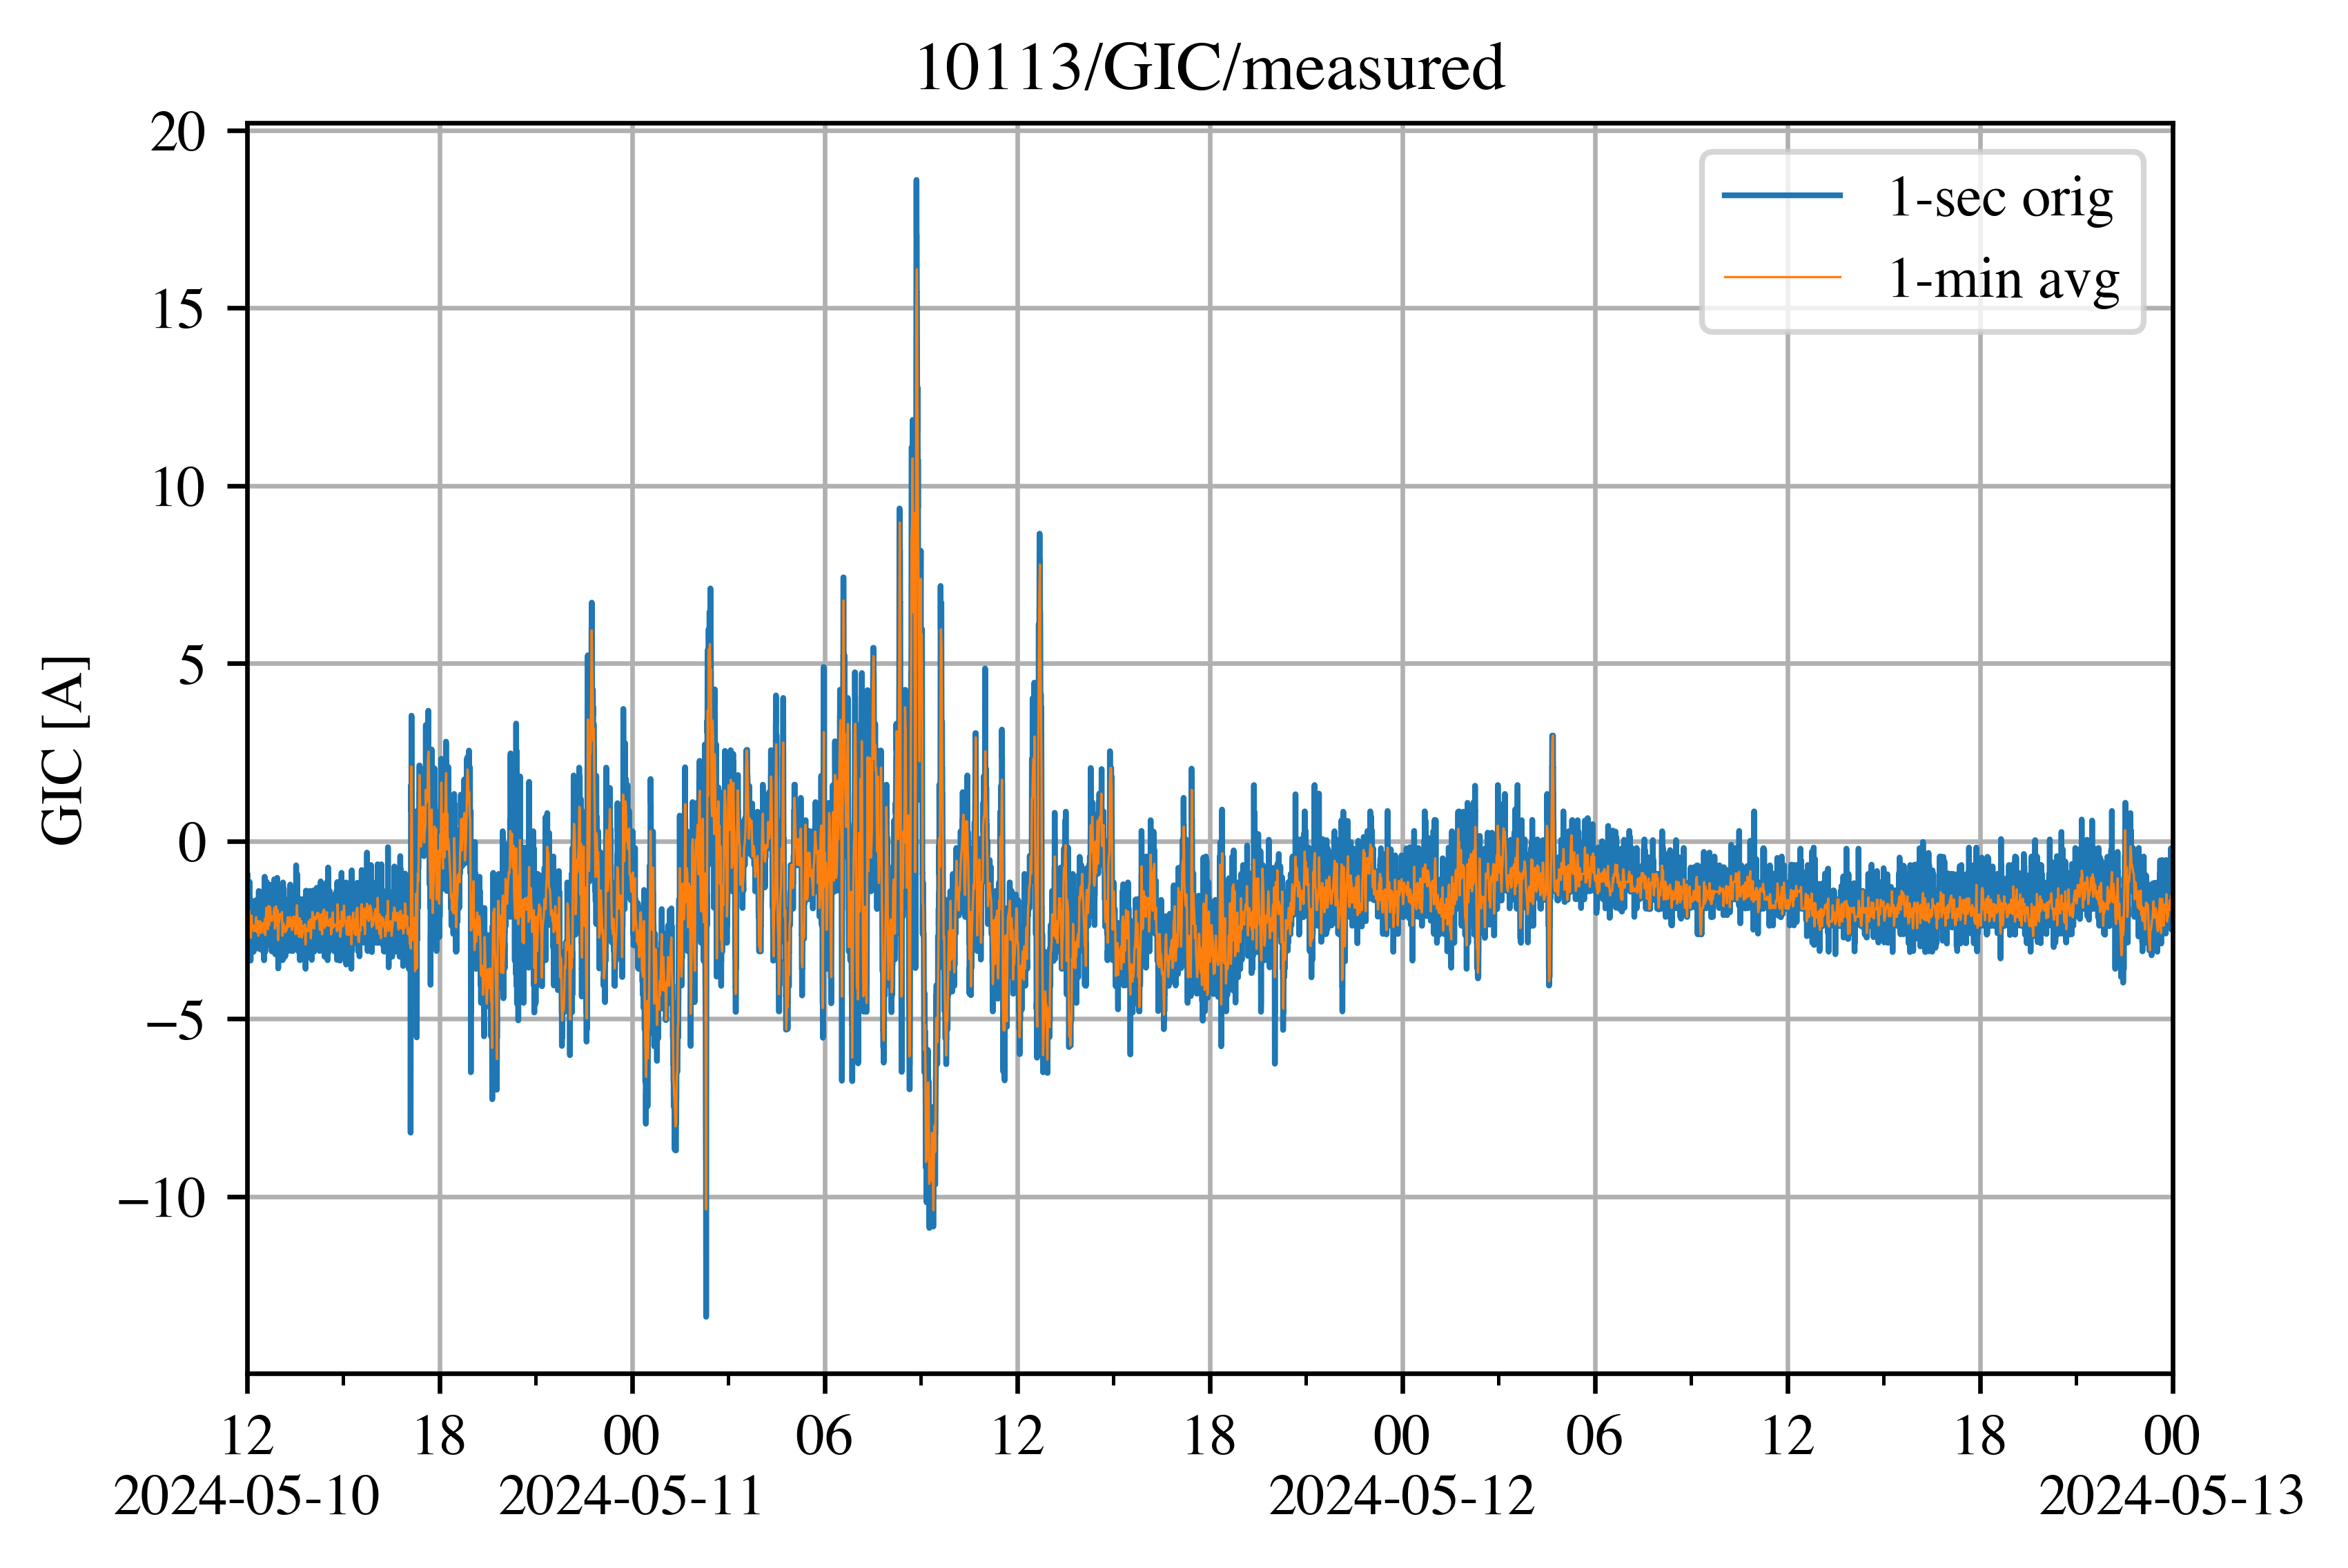 10113/GIC/measured
20
15
10
5
0
−5
−10
GIC [A]
1-sec orig
1-min avg
12 18 00 06 12 18 00 06 12 18 00
2024-05-10 2024-05-11 2024-05-12 2024-05-13